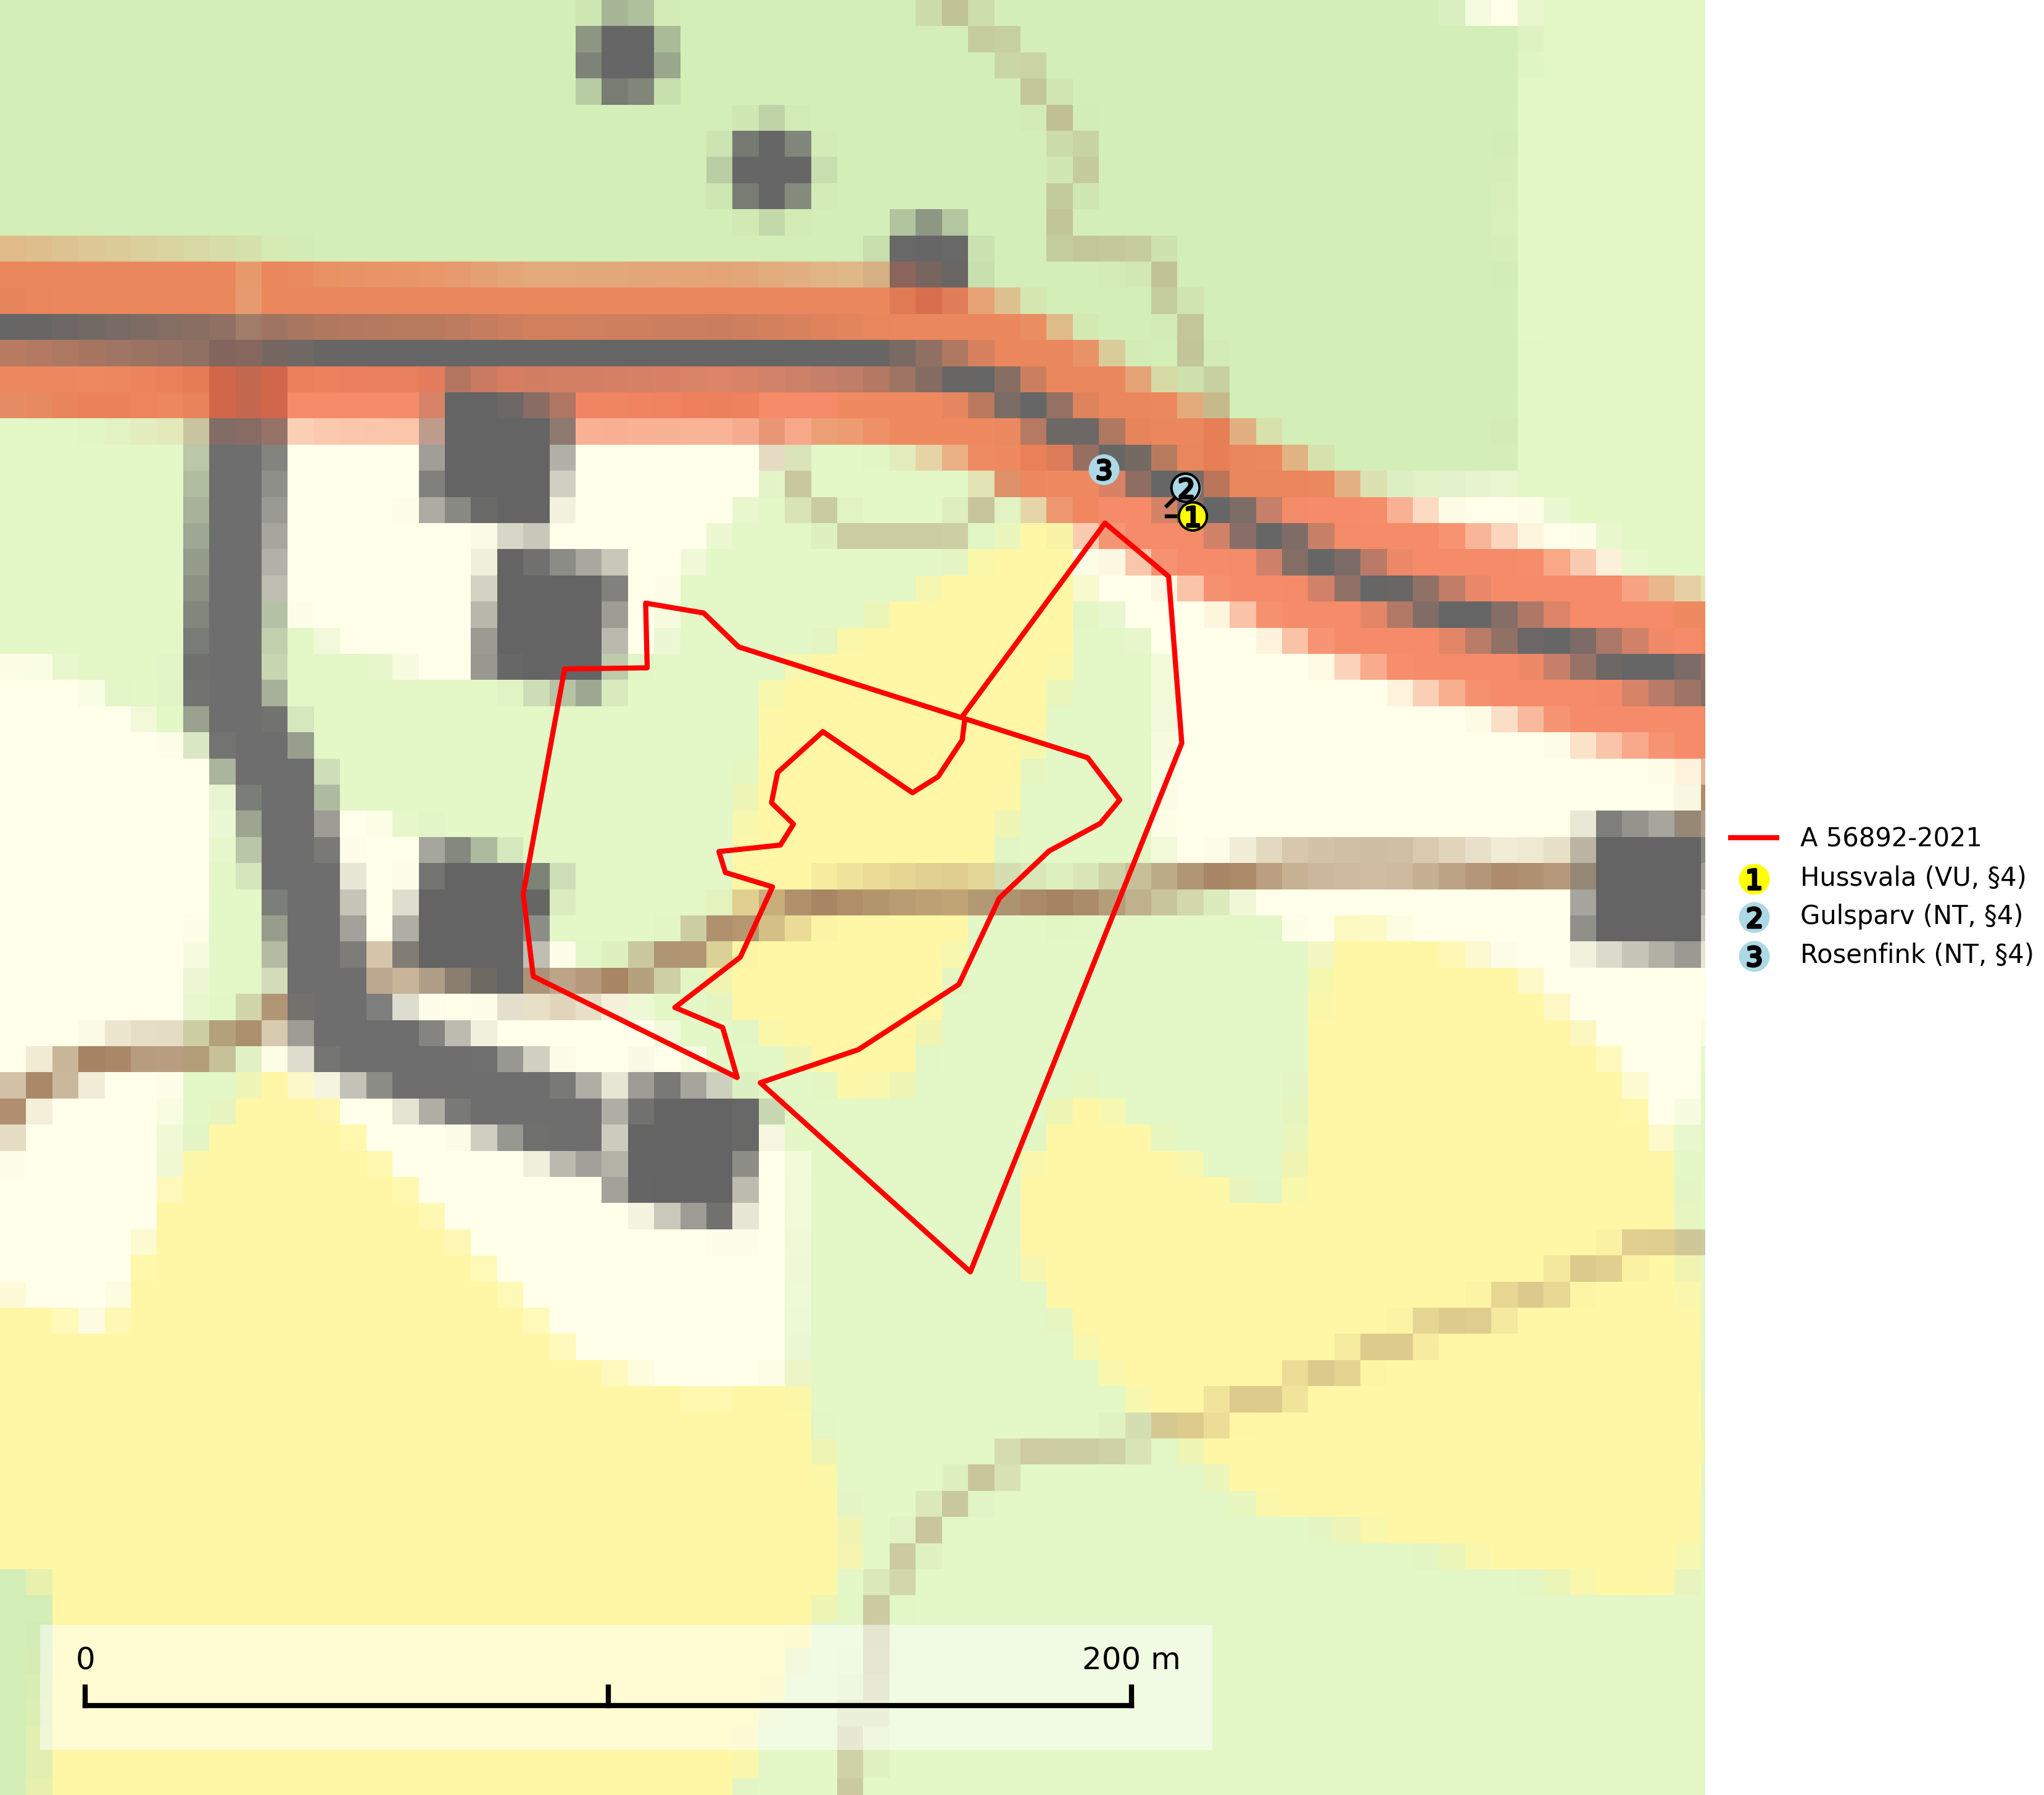 3
2
1
A 56892-2021
1 Hussvala (VU, §4)
2 Gulsparv (NT, §4)
3 Rosenfink (NT, §4)
0 200 m